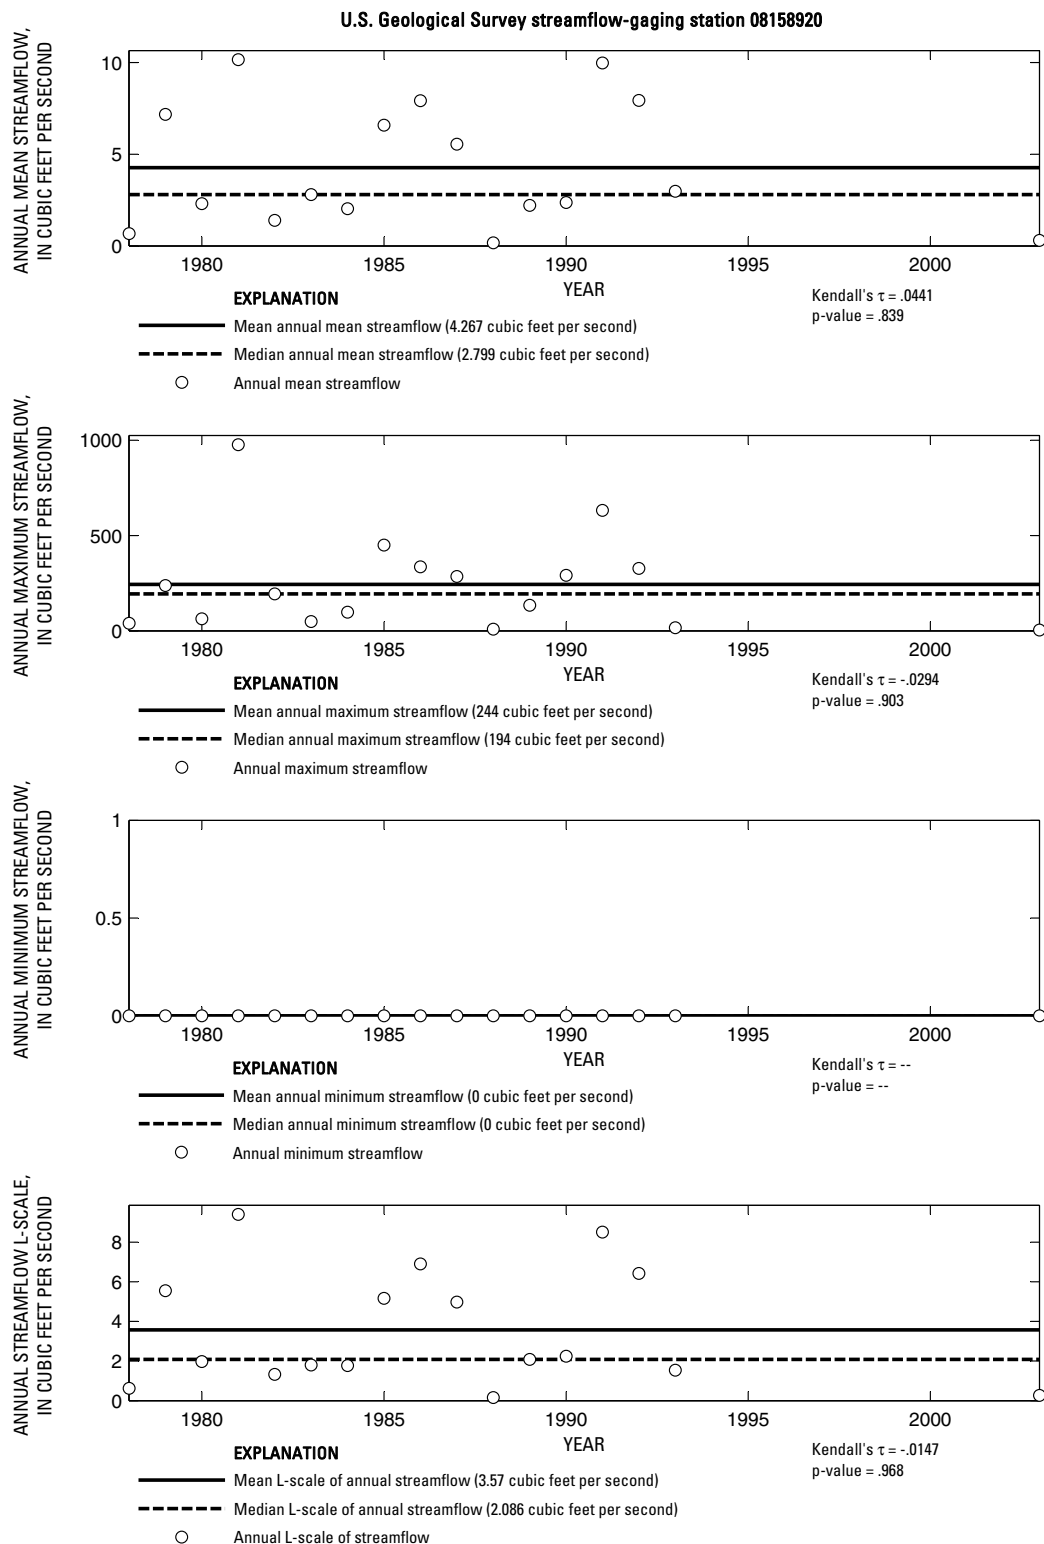 U.S. Geological Survey streamflow-gaging station 08158920
ANNUAL MEAN STREAMFLOW,
IN CUBIC FEET PER SECOND
10
5
0
1980
1985
1990
1995
2000
YEAR
EXPLANATION
Mean annual mean streamflow (4.267 cubic feet per second)
Median annual mean streamflow (2.799 cubic feet per second)
Annual mean streamflow
Kendall's τ = .0441
p-value = .839
ANNUAL MAXIMUM STREAMFLOW,
IN CUBIC FEET PER SECOND
1000
500
0
1980
1985
1990
1995
2000
YEAR
EXPLANATION
Mean annual maximum streamflow (244 cubic feet per second)
Median annual maximum streamflow (194 cubic feet per second)
Annual maximum streamflow
Kendall's τ = -.0294
p-value = .903
ANNUAL MINIMUM STREAMFLOW,
IN CUBIC FEET PER SECOND
1
0.5
0
1980
1985
1990
1995
2000
YEAR
EXPLANATION
Mean annual minimum streamflow (0 cubic feet per second)
Median annual minimum streamflow (0 cubic feet per second)
Annual minimum streamflow
Kendall's τ = --
p-value = --
ANNUAL STREAMFLOW L-SCALE,
IN CUBIC FEET PER SECOND
8
6
4
2
0
1980
1985
1990
1995
2000
YEAR
EXPLANATION
Mean L-scale of annual streamflow (3.57 cubic feet per second)
Median L-scale of annual streamflow (2.086 cubic feet per second)
Annual L-scale of streamflow
Kendall's τ = -.0147
p-value = .968